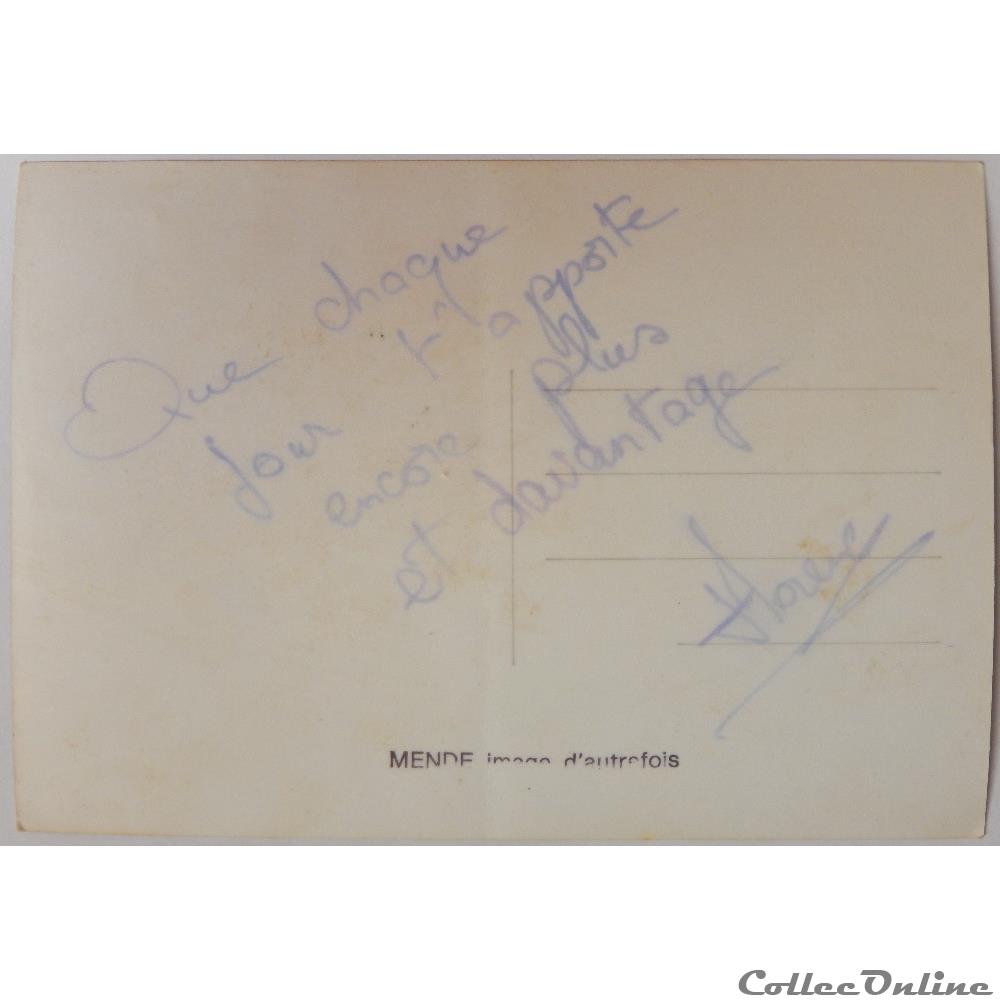 Que chaque
jour t'apporte
encore plus
et davantage
MENDE image d'autrefois
CollecOnline